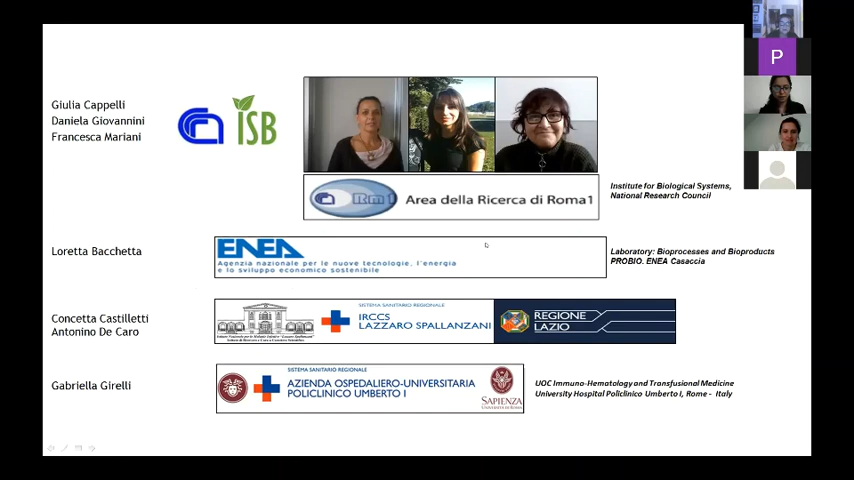 P
Giulia Cappelli
Daniela Giovannini
Francesca Mariani
ISB
Rm1
Area della Ricerca di Roma1
Institute for Biological Systems,
National Research Council
Loretta Bacchetta
ENEA
Agenzia nazionale per le nuove tecnologie, l'energia
e lo sviluppo economico sostenibile
Laboratory: Bioprocesses and Bioproducts
PROBIO. ENEA Casaccia
Concetta Castilletti
Antonino De Caro
SISTEMA SANITARIO REGIONALE
IRCCS
LAZZARO SPALLANZANI
REGIONE
LAZIO
Gabriella Girelli
SISTEMA SANITARIO REGIONALE
AZIENDA OSPEDALIERO-UNIVERSITARIA
POLICLINICO UMBERTO I
SAPIENZA
UNIVERSITÀ DI ROMA
UOC Immuno-Hematology and Transfusional Medicine
University Hospital Policlinico Umberto I, Rome - Italy